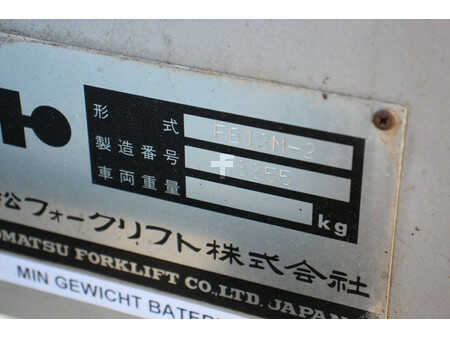 形 式
製造番号
車両重量 kg
松フォークリフト株式会社
OMATSU FORKLIFT CO.,LTD. JAPAN
MIN GEWICHT BATER